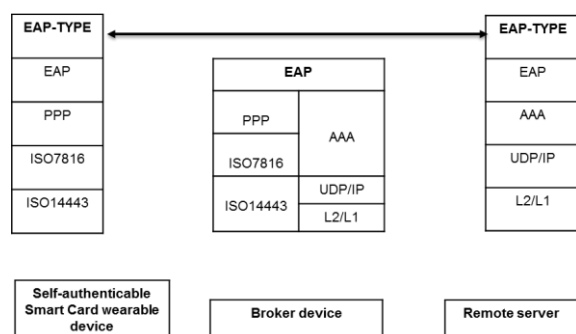 EAP-TYPE
EAP
PPP
ISO7816
ISO14443
EAP
PPP
AAA
ISO7816
ISO14443
UDP/IP
L2/L1
EAP-TYPE
EAP
AAA
UDP/IP
L2/L1
Self-authenticable
Smart Card wearable
device
Broker device
Remote server